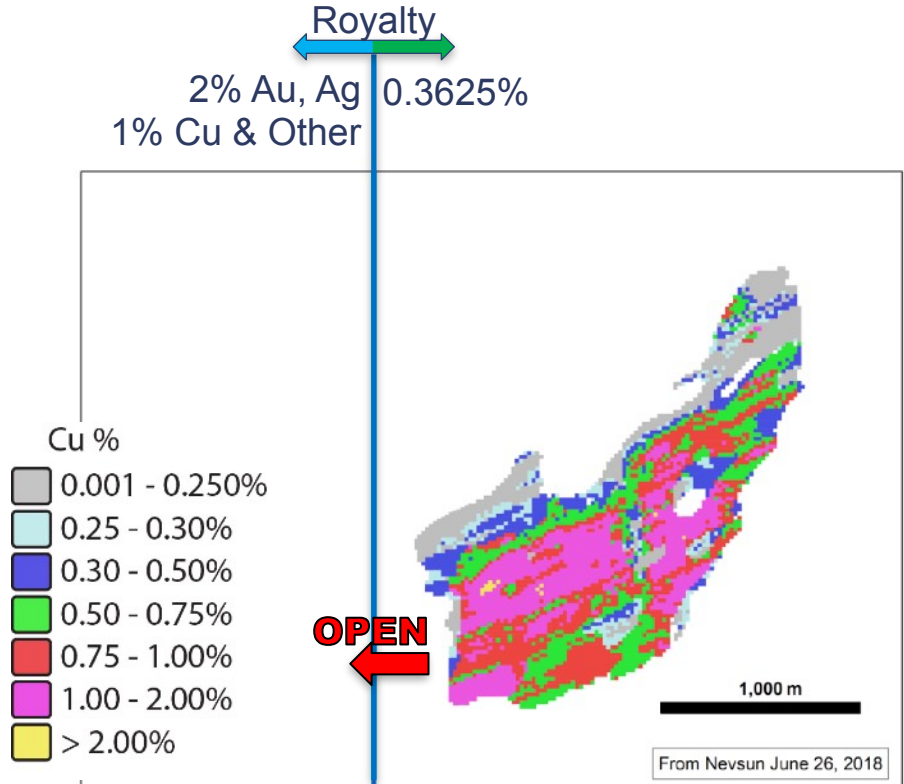 Royalty
2% Au, Ag 0.3625%
1% Cu & Other
Cu %
0.001 - 0.250%
0.25 - 0.30%
0.30 - 0.50%
0.50 - 0.75%
0.75 - 1.00%
1.00 - 2.00%
> 2.00%
OPEN
1,000 m
From Nevsun June 26, 2018